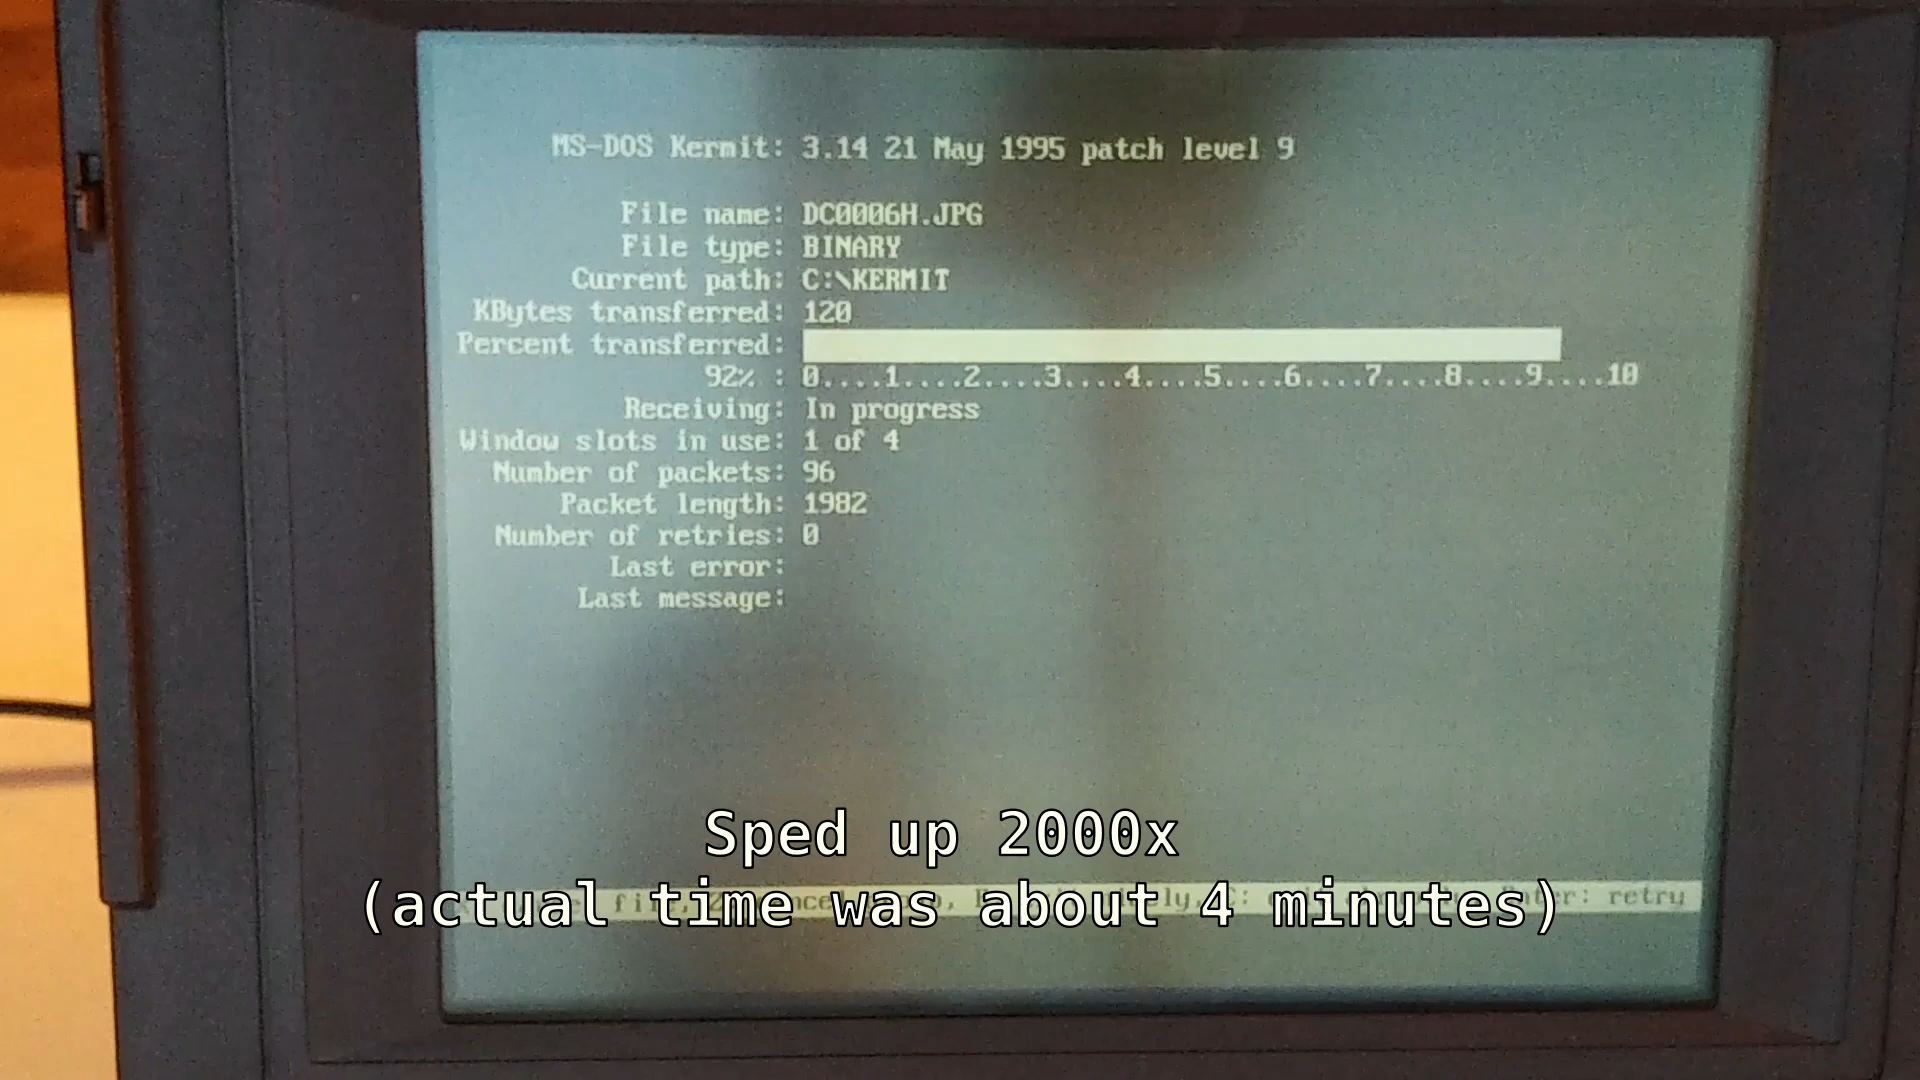 MS-DOS Kermit: 3.14 21 May 1995 patch level 9
File name: DC0006H.JPG
File type: BINARY
Current path: C:\KERMIT
KBytes transferred: 120
Percent transferred:
92% : 0....1....2....3....4....5....6....7....8....9....10
Receiving: In progress
Window slots in use: 1 of 4
Number of packets: 96
Packet length: 1982
Number of retries: 0
Last error:
Last message:
Sped up 2000x
retry
(actual time was about 4 minutes)